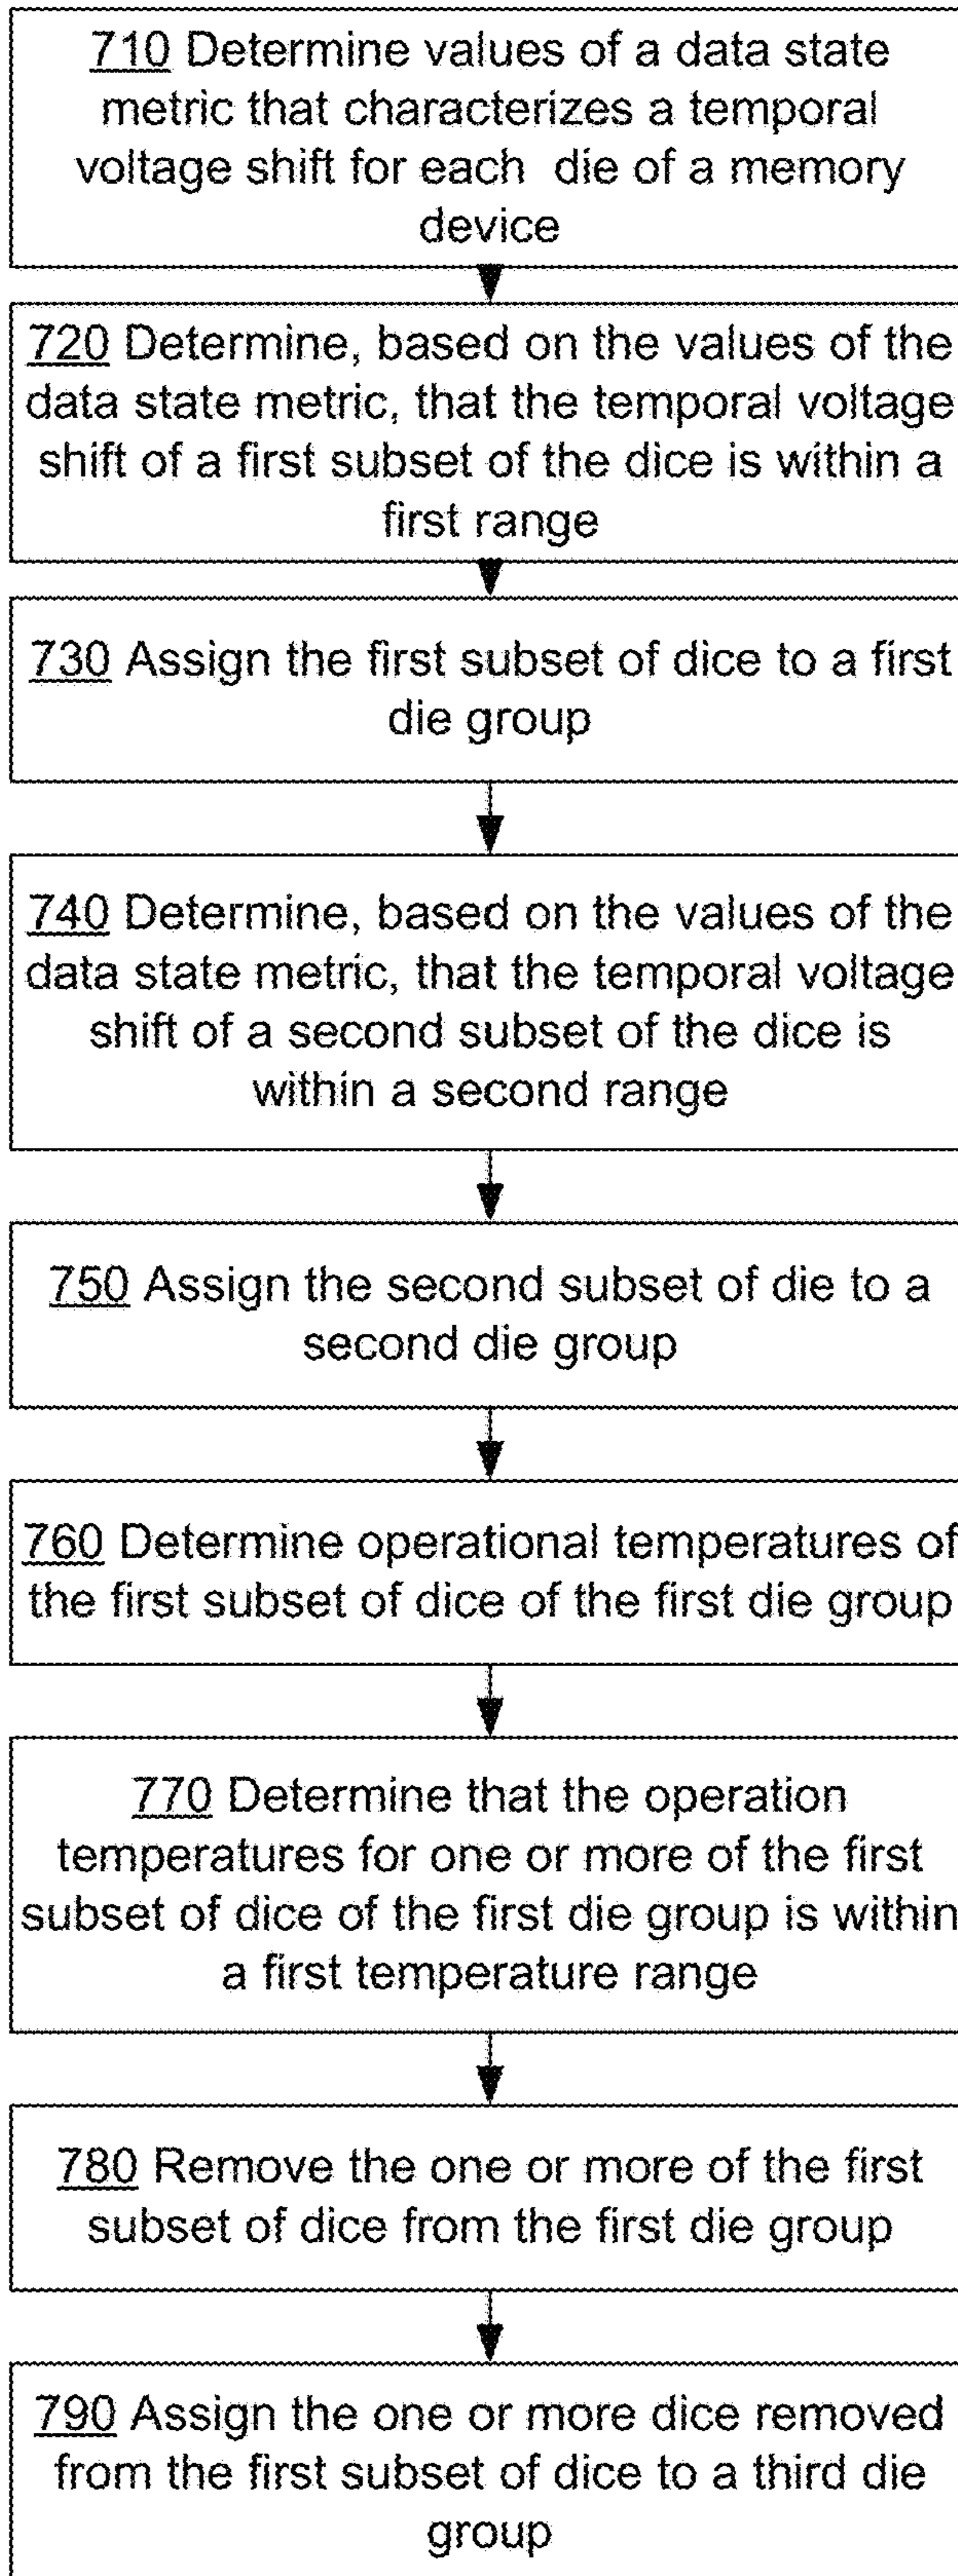 710 Determine values of a data state
metric that characterizes a temporal
voltage shift for each die of a memory
device
720 Determine, based on the values of the
data state metric, that the temporal voltage
shift of a first subset of the dice is within a
first range
730 Assign the first subset of dice to a first
die group
740 Determine, based on the values of the
data state metric, that the temporal voltage
shift of a second subset of the dice is
within a second range
750 Assign the second subset of die to a
second die group
760 Determine operational temperatures of
the first subset of dice of the first die group
770 Determine that the operation
temperatures for one or more of the first
subset of dice of the first die group is within
a first temperature range
780 Remove the one or more of the first
subset of dice from the first die group
790 Assign the one or more dice removed
from the first subset of dice to a third die
group